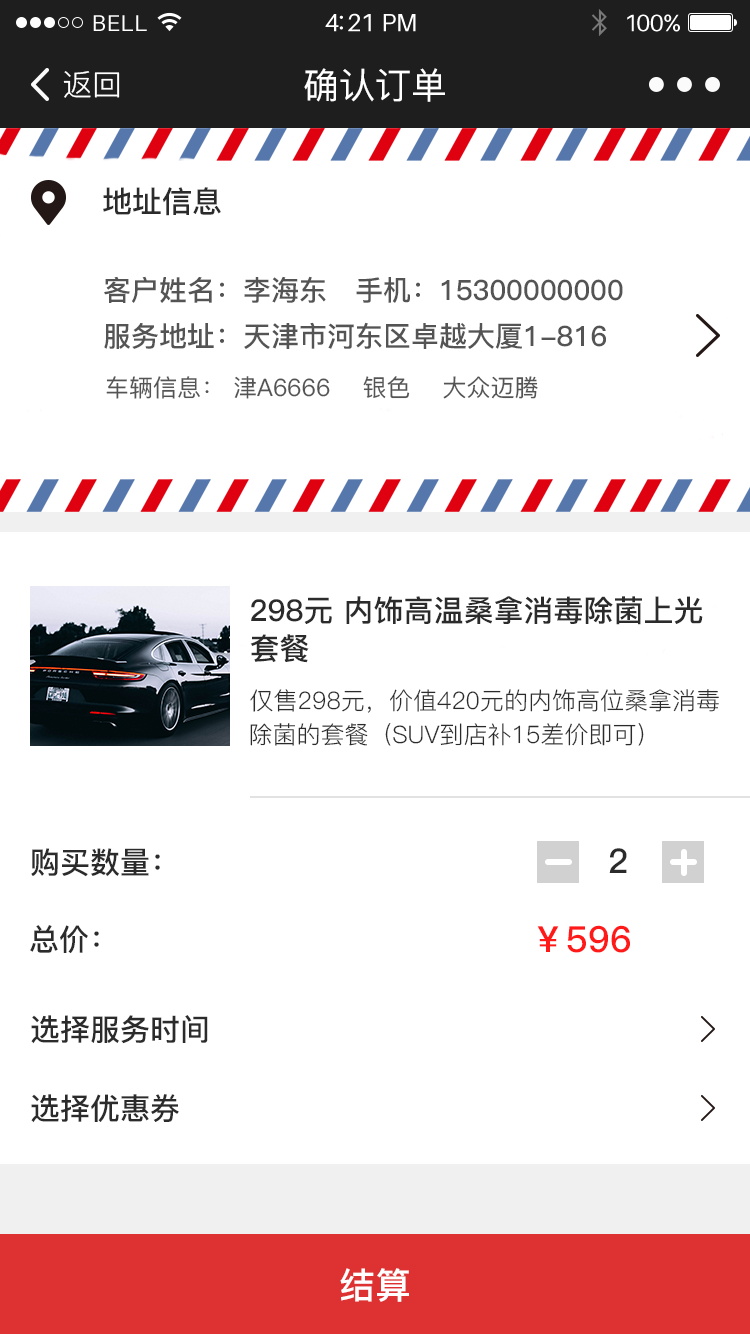 BELL 4:21 PM 100%
返回 确认订单
地址信息
客户姓名：李海东 手机：15300000000
服务地址：天津市河东区卓越大厦1-816
车辆信息： 津A6666 银色 大众迈腾
298元 内饰高温桑拿消毒除菌上光
套餐
仅售298元，价值420元的内饰高位桑拿消毒
除菌的套餐（SUV到店补15差价即可）
PORSCHE
购买数量： 2
总价： ¥596
选择服务时间
选择优惠券
结算